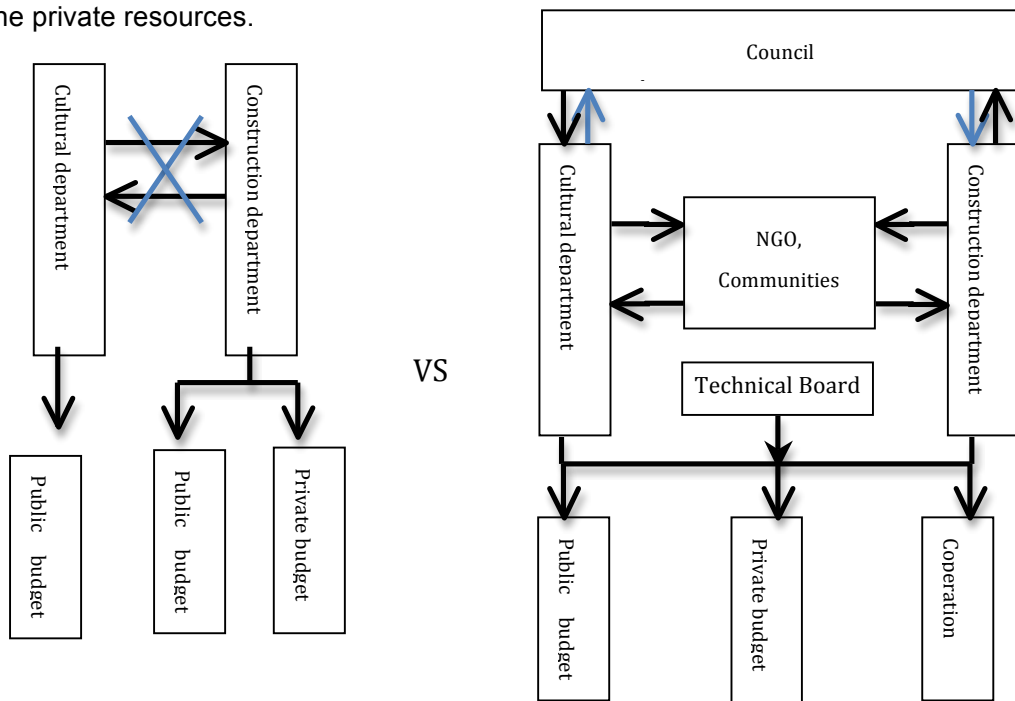 ne private resources.
Cultural department
Construction department
Public budget
Public budget
Private budget
VS
Council
Cultural department
NGO,
Communities
Construction department
Technical Board
Public budget
Private budget
Coperation